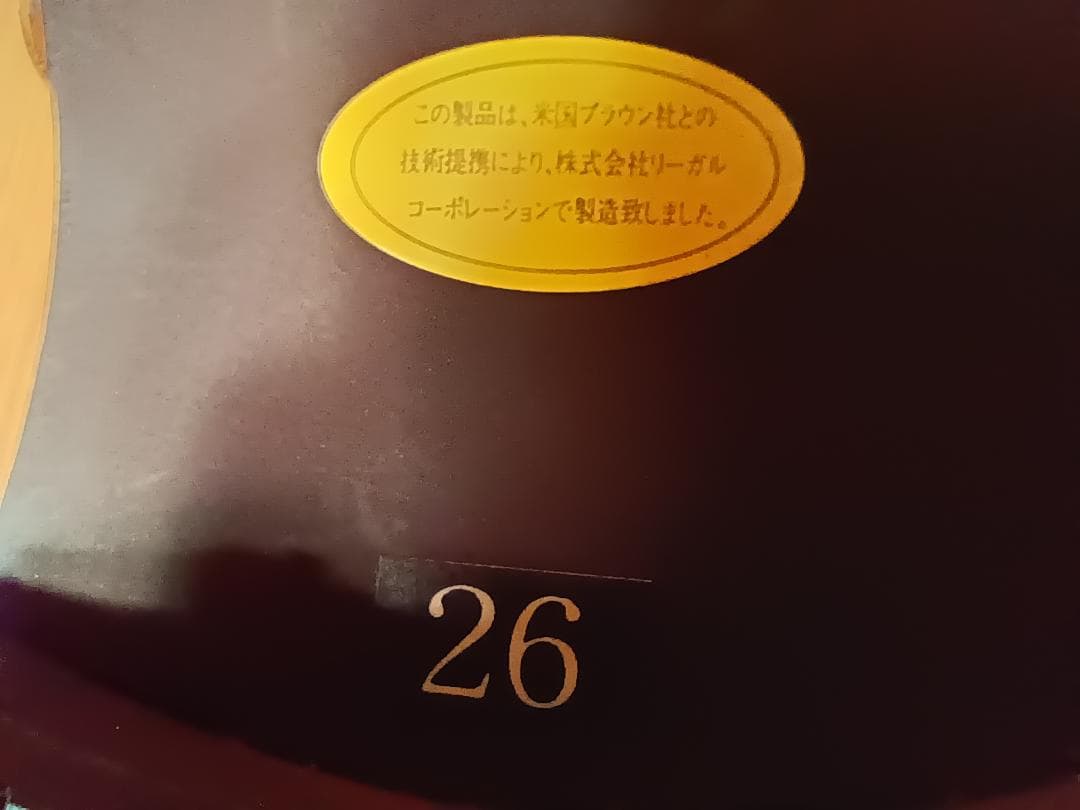 この製品は、米国ブラウン社との
技術提携により、株式会社リーガル
コーポレーションで製造致しました。
26